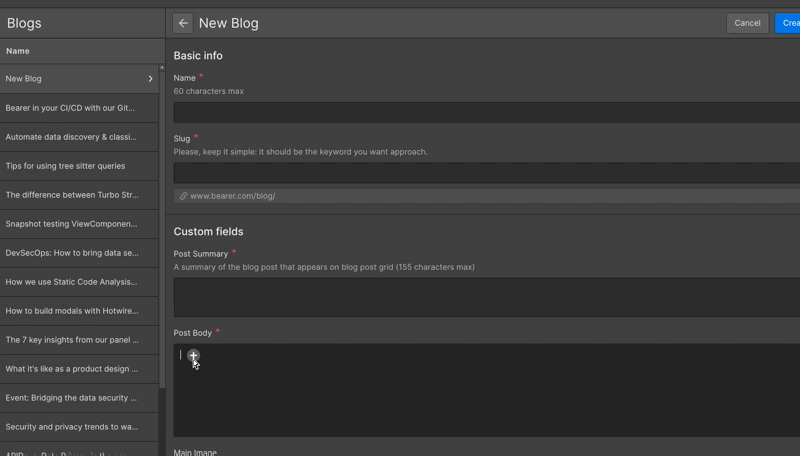 Blogs
New Blog
Cancel
Crea
Name
New Blog
Bearer in your CI/CD with our Git...
Automate data discovery & classi...
Tips for using tree sitter queries
The difference between Turbo Str...
Snapshot testing ViewComponen...
DevSecOps: How to bring data se...
How we use Static Code Analysis...
How to build modals with Hotwire...
The 7 key insights from our panel ...
What it's like as a product design ...
Event: Bridging the data security ...
Security and privacy trends to wa...
Basic info
Name *
60 characters max
Slug *
Please, keep it simple: it should be the keyword you want approach.
www.bearer.com/blog/
Custom fields
Post Summary *
A summary of the blog post that appears on blog post grid (155 characters max)
Post Body *
Main Image